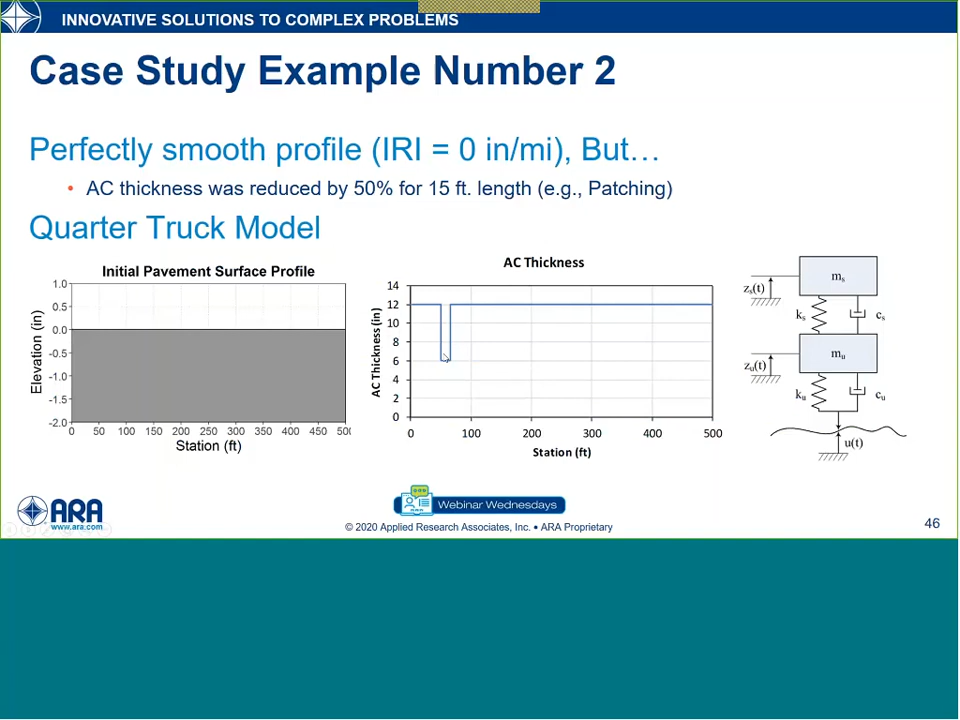 INNOVATIVE SOLUTIONS TO COMPLEX PROBLEMS
Case Study Example Number 2
Perfectly smooth profile (IRI = 0 in/mi), But…
• AC thickness was reduced by 50% for 15 ft. length (e.g., Patching)
Quarter Truck Model
Initial Pavement Surface Profile
Elevation (in)
1.0
0.5
0.0
-0.5
-1.0
-1.5
-2.0
0 50 100 150 200 250 300 350 400 450 500
Station (ft)
AC Thickness
AC Thickness (in)
14
12
10
8
6
4
2
0
0 100 200 300 400 500
Station (ft)
ms
zs(t)
ks
cs
mu
zu(t)
ku
cu
u(t)
ARA
www.ara.com
Webinar Wednesdays
© 2020 Applied Research Associates, Inc. • ARA Proprietary
46